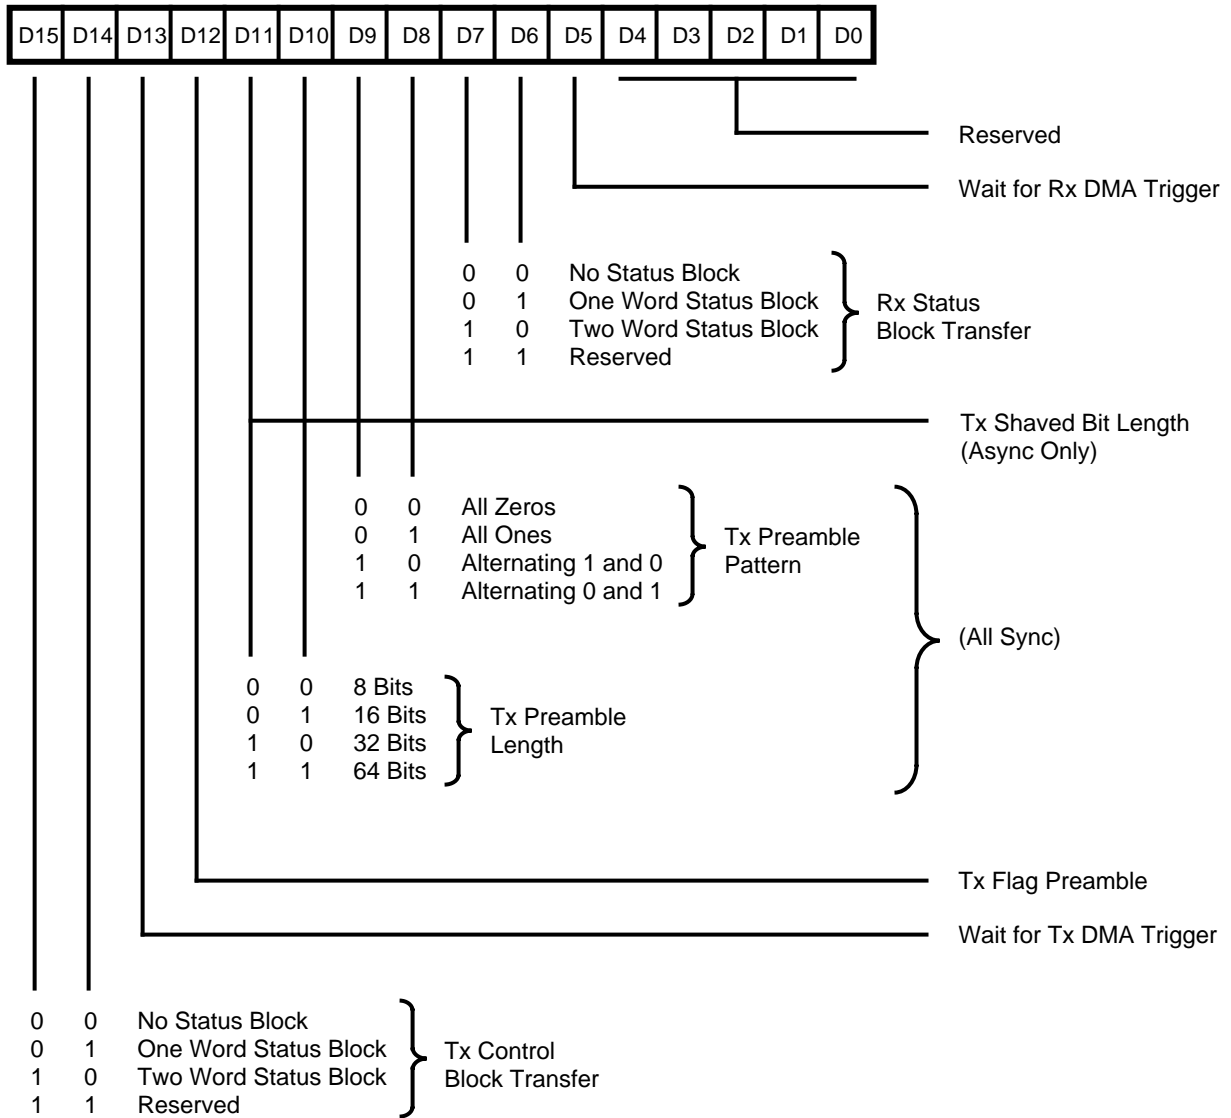 D15 D14 D13 D12 D11 D10 D9 D8 D7 D6 D5 D4 D3 D2 D1 D0
Reserved
Wait for Rx DMA Trigger
0 0 No Status Block
0 1 One Word Status Block
1 0 Two Word Status Block
1 1 Reserved
Rx Status
Block Transfer
Tx Shaved Bit Length
(Async Only)
0 0 All Zeros
0 1 All Ones
1 0 Alternating 1 and 0
1 1 Alternating 0 and 1
Tx Preamble
Pattern
(All Sync)
0 0 8 Bits
0 1 16 Bits
1 0 32 Bits
1 1 64 Bits
Tx Preamble
Length
Tx Flag Preamble
Wait for Tx DMA Trigger
0 0 No Status Block
0 1 One Word Status Block
1 0 Two Word Status Block
1 1 Reserved
Tx Control
Block Transfer